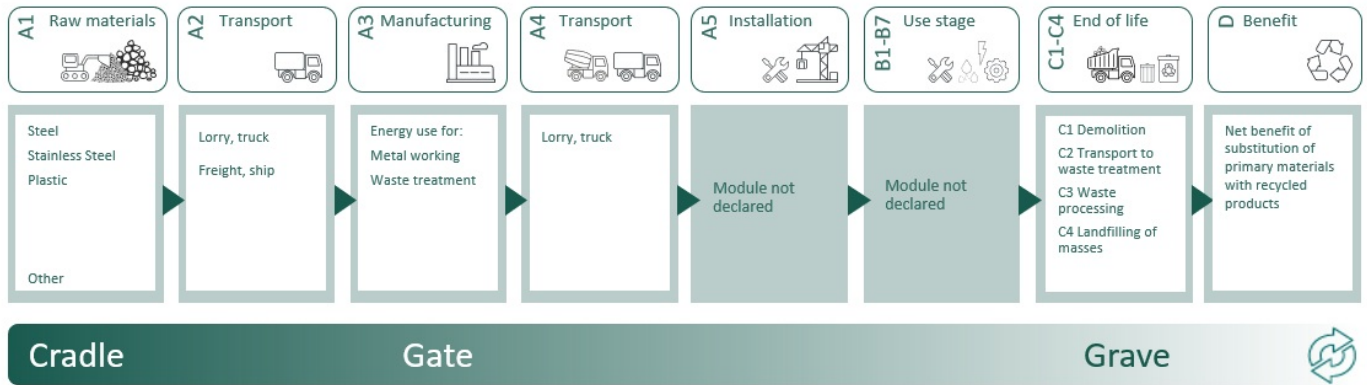 A1 Raw materials
A2 Transport
A3 Manufacturing
A4 Transport
A5 Installation
B1-B7 Use stage
C1-C4 End of life
D Benefit
Steel
Stainless Steel
Plastic
Other
Lorry, truck
Freight, ship
Energy use for:
Metal working
Waste treatment
Lorry, truck
Module not
declared
Module not
declared
C1 Demolition
C2 Transport to
waste treatment
C3 Waste
processing
C4 Landfilling of
masses
Net benefit of
substitution of
primary materials
with recycled
products
Cradle
Gate
Grave